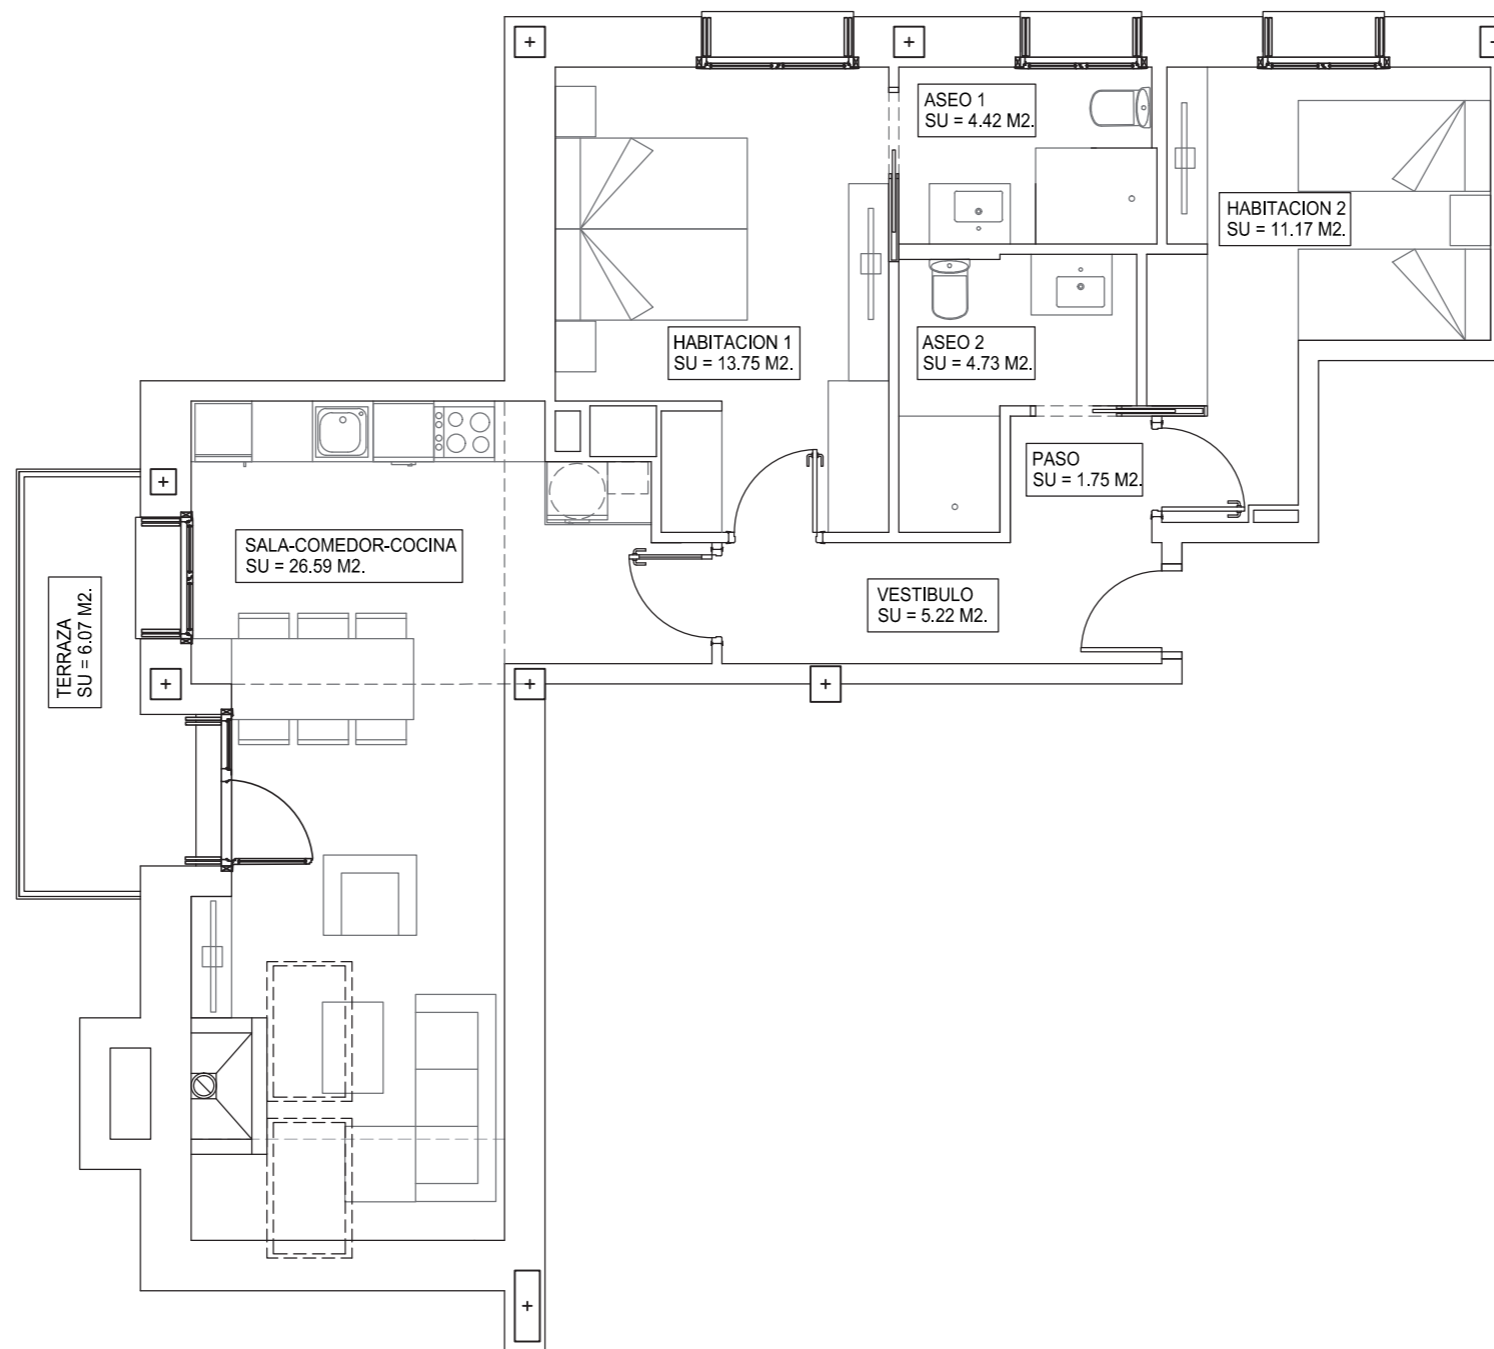 ASEO 1
SU = 4.42 M2.
HABITACION 2
SU = 11.17 M2.
HABITACION 1
SU = 13.75 M2.
ASEO 2
SU = 4.73 M2.
PASO
SU = 1.75 M2.
SALA-COMEDOR-COCINA
SU = 26.59 M2.
VESTIBULO
SU = 5.22 M2.
TERRAZA
SU = 6.07 M2.